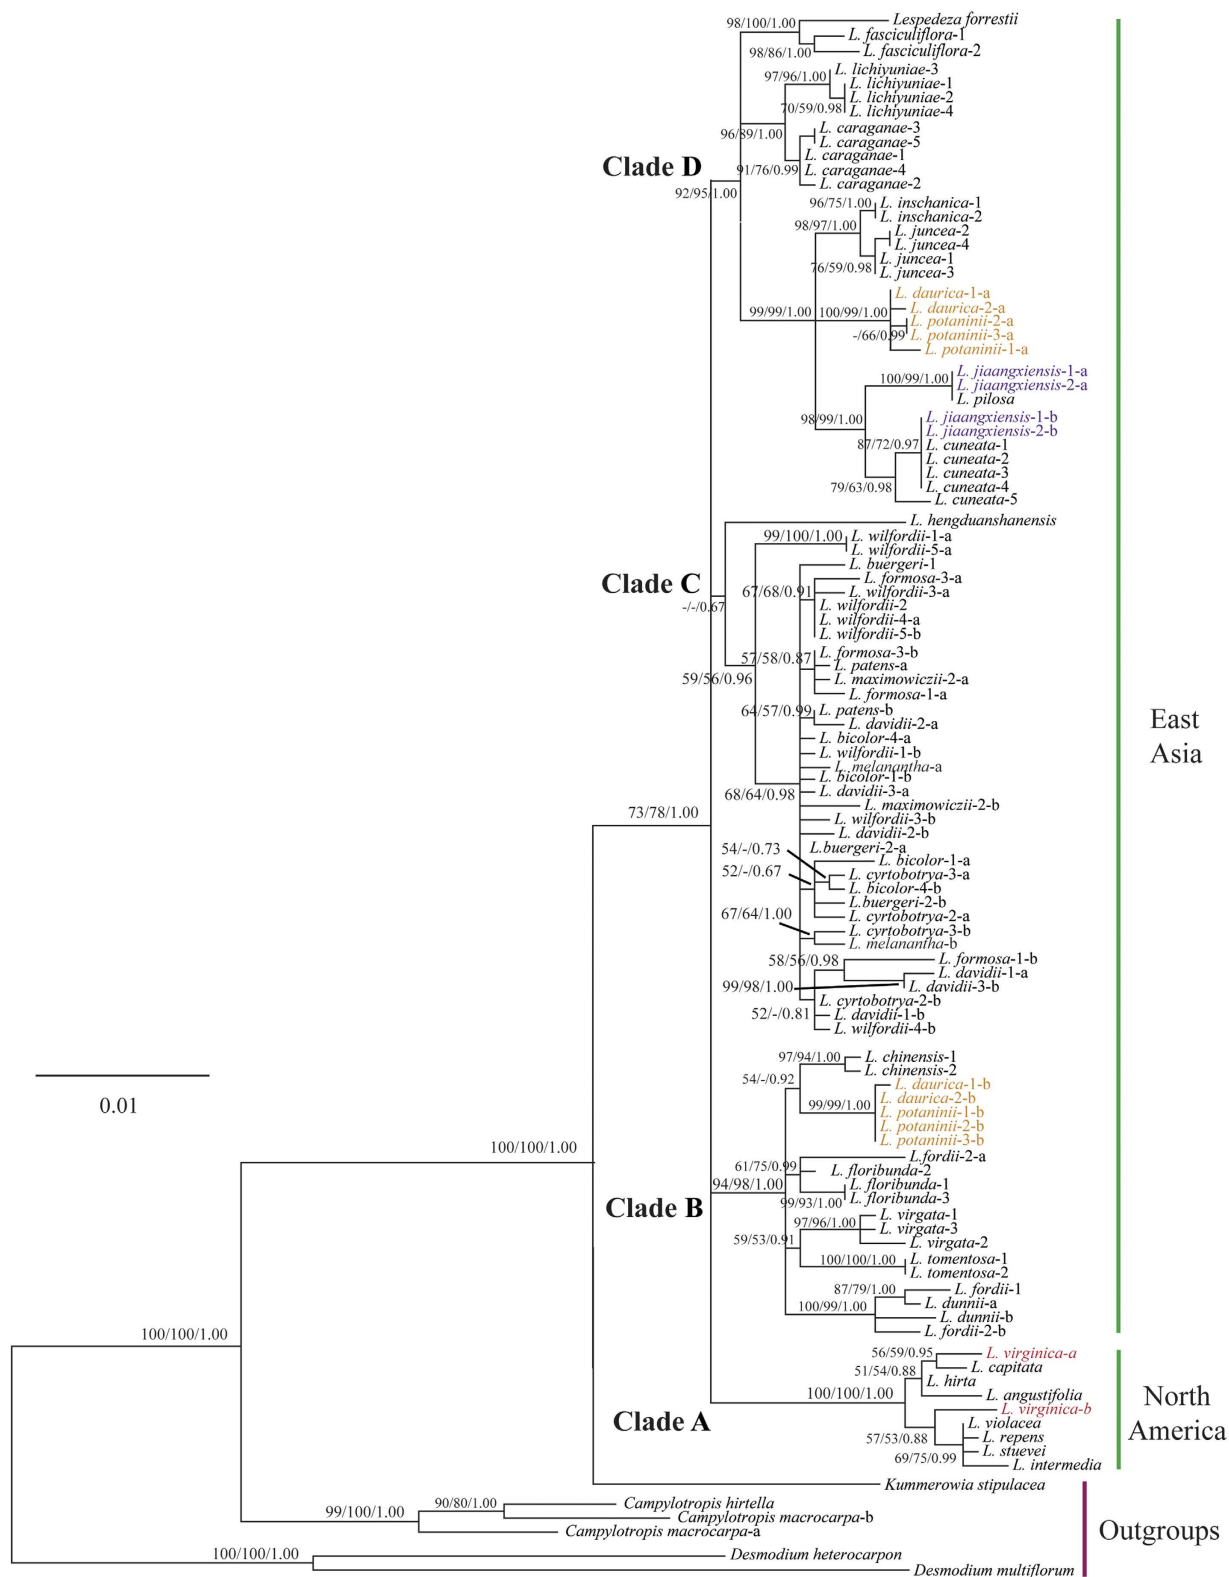 98/100/1.00
Lespedeza forrestii
L. fasciculiflora-1
98/86/1.00
L. fasciculiflora-2
L. lichiyuniae-3
97/96/1.00
L. lichiyuniae-1
L. lichiyuniae-2
70/59/0.98
L. lichiyuniae-4
L. caraganae-3
96/89/1.00
L. caraganae-5
L. caraganae-1
91/76/0.99
L. caraganae-4
L. caraganae-2
Clade D
92/95/1.00
96/75/1.00
L. inschanica-1
L. inschanica-2
98/97/1.00
L. juncea-2
L. juncea-4
L. juncea-1
76/59/0.98
L. juncea-3
L. daurica-1-a
99/99/1.00
100/99/1.00
L. daurica-2-a
L. potaninii-2-a
-/66/0.99
L. potaninii-3-a
L. potaninii-1-a
L. jiaangxiensis-1-a
100/99/1.00
L. jiaangxiensis-2-a
L. pilosa
98/99/1.00
L. jiaangxiensis-1-b
L. jiaangxiensis-2-b
87/72/0.97
L. cuneata-1
L. cuneata-2
L. cuneata-3
79/63/0.98
L. cuneata-4
L. cuneata-5
L. hengduanshanensis
99/100/1.00
L. wilfordii-1-a
L. wilfordii-5-a
L. buergeri-1
Clade C
L. formosa-3-a
67/68/0.91
L. wilfordii-3-a
-/-/0.67
L. wilfordii-2
L. wilfordii-4-a
L. wilfordii-5-b
L. formosa-3-b
57/58/0.87
L. patens-a
59/56/0.96
L. maximowiczii-2-a
L. formosa-1-a
64/57/0.99
L. patens-b
L. davidii-2-a
L. bicolor-4-a
L. wilfordii-1-b
L. melanantha-a
L. bicolor-1-b
68/64/0.98
L. davidii-3-a
L. maximowiczii-2-b
73/78/1.00
L. wilfordii-3-b
L. davidii-2-b
54/-/0.73
L.buergeri-2-a
L. bicolor-1-a
52/-/0.67
L. cyrtobotrya-3-a
L. bicolor-4-b
L.buergeri-2-b
67/64/1.00
L. cyrtobotrya-2-a
L. cyrtobotrya-3-b
L. melanantha-b
58/56/0.98
L. formosa-1-b
L. davidii-1-a
99/98/1.00
L. davidii-3-b
L. cyrtobotrya-2-b
52/-/0.81
L. davidii-1-b
L. wilfordii-4-b
East
Asia
97/94/1.00
L. chinensis-1
L. chinensis-2
54/-/0.92
L. daurica-1-b
L. daurica-2-b
99/99/1.00
L. potaninii-1-b
L. potaninii-2-b
L. potaninii-3-b
0.01
100/100/1.00
L.fordii-2-a
61/75/0.99
L. floribunda-2
94/98/1.00
L. floribunda-1
99/93/1.00
L. floribunda-3
Clade B
L. virgata-1
97/96/1.00
L. virgata-3
59/53/0.91
L. virgata-2
100/100/1.00
L. tomentosa-1
L. tomentosa-2
87/79/1.00
L. fordii-1
100/99/1.00
L. dunnii-a
L. dunnii-b
L. fordii-2-b
100/100/1.00
56/59/0.95
L. virginica-a
51/54/0.88
L. capitata
L. hirta
100/100/1.00
L. angustifolia
Clade A
L. virginica-b
L. violacea
57/53/0.88
L. repens
L. stuevei
69/75/0.99
L. intermedia
North
America
Kummerowia stipulacea
90/80/1.00
Campylotropis hirtella
99/100/1.00
Campylotropis macrocarpa-b
Campylotropis macrocarpa-a
Outgroups
100/100/1.00
Desmodium heterocarpon
Desmodium multiflorum